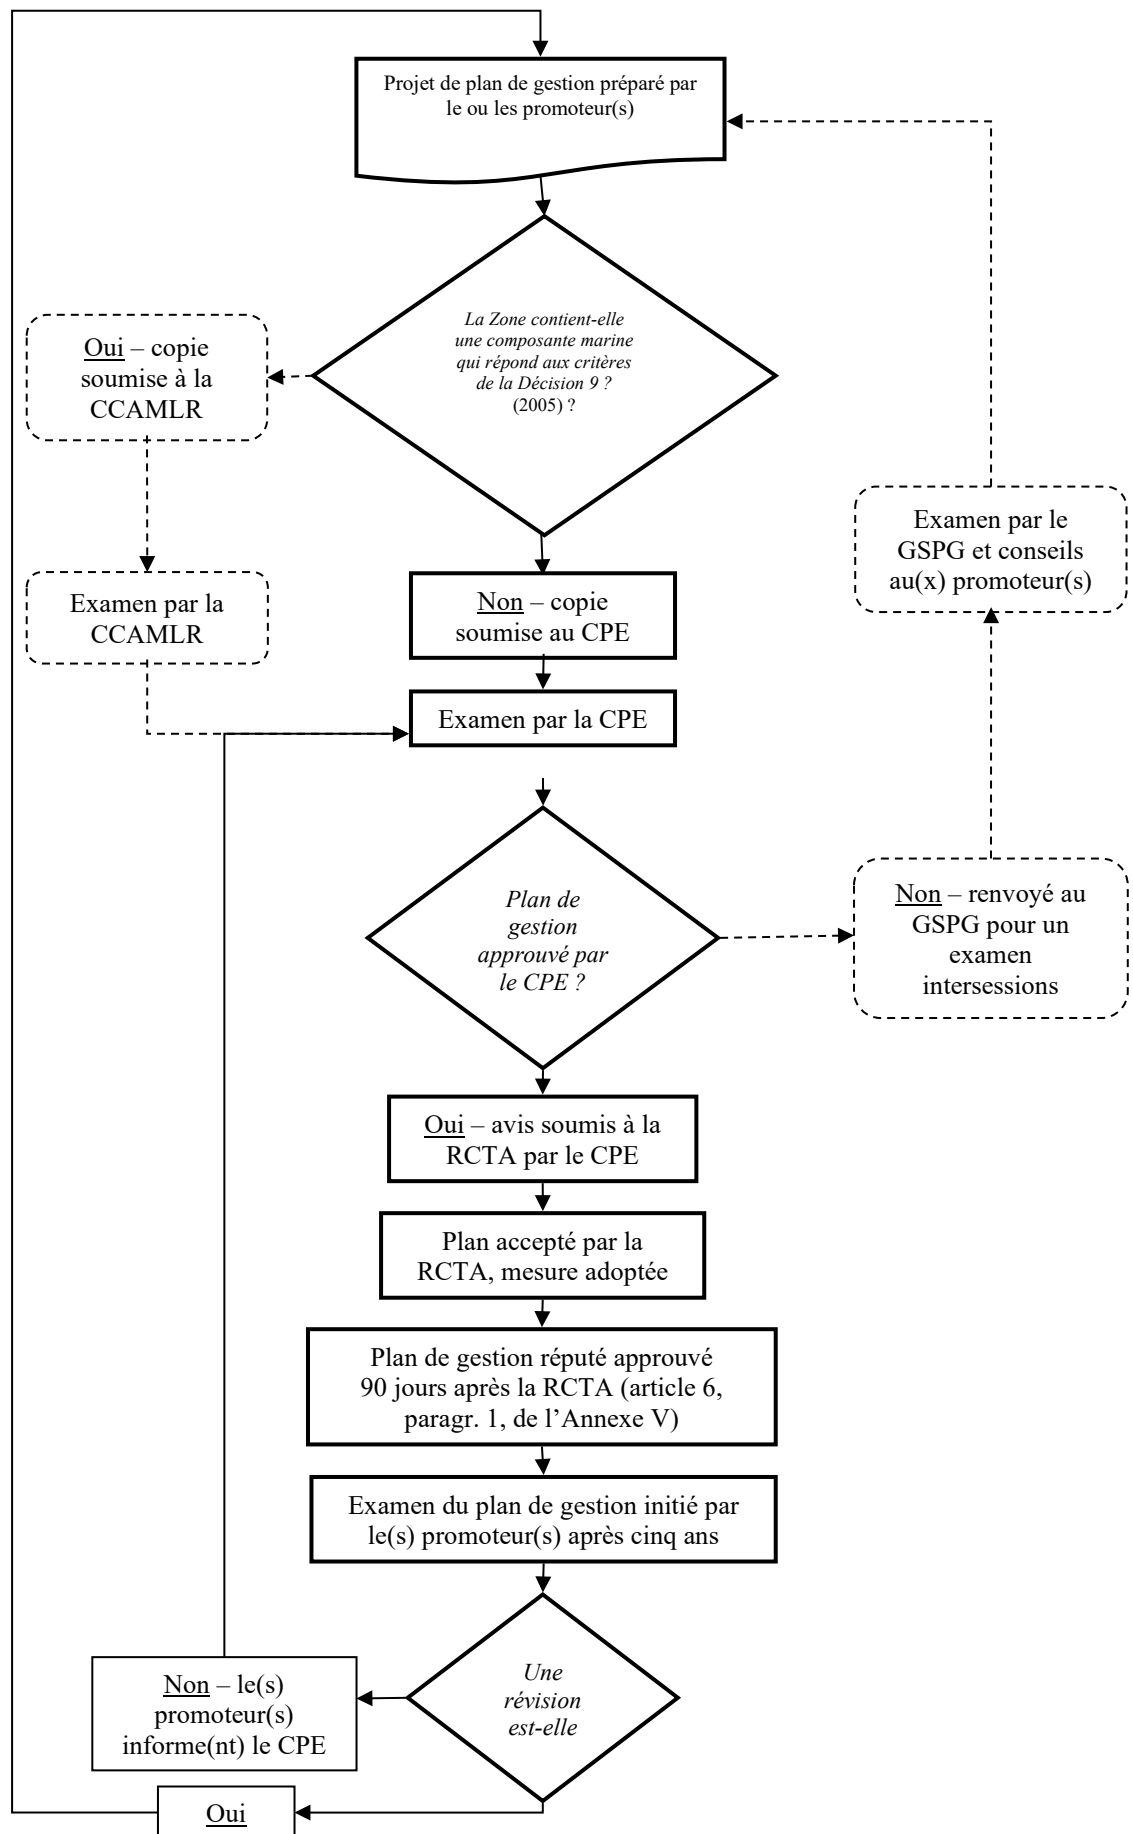 Projet de plan de gestion préparé par
le ou les promoteur(s)
La Zone contient-elle
une composante marine
qui répond aux critères
de la Décision 9 ?
(2005) ?
Oui – copie
soumise à la
CCAMLR
Examen par la
CCAMLR
Non – copie
soumise au CPE
Examen par la CPE
Examen par le
GSPG et conseils
au(x) promoteur(s)
Plan de
gestion
approuvé par
le CPE ?
Non – renvoyé au
GSPG pour un
examen
intersessions
Oui – avis soumis à la
RCTA par le CPE
Plan accepté par la
RCTA, mesure adoptée
Plan de gestion réputé approuvé
90 jours après la RCTA (article 6,
paragr. 1, de l’Annexe V)
Examen du plan de gestion initié par
le(s) promoteur(s) après cinq ans
Une
révision
est-elle
Non – le(s)
promoteur(s)
informe(nt) le CPE
Oui